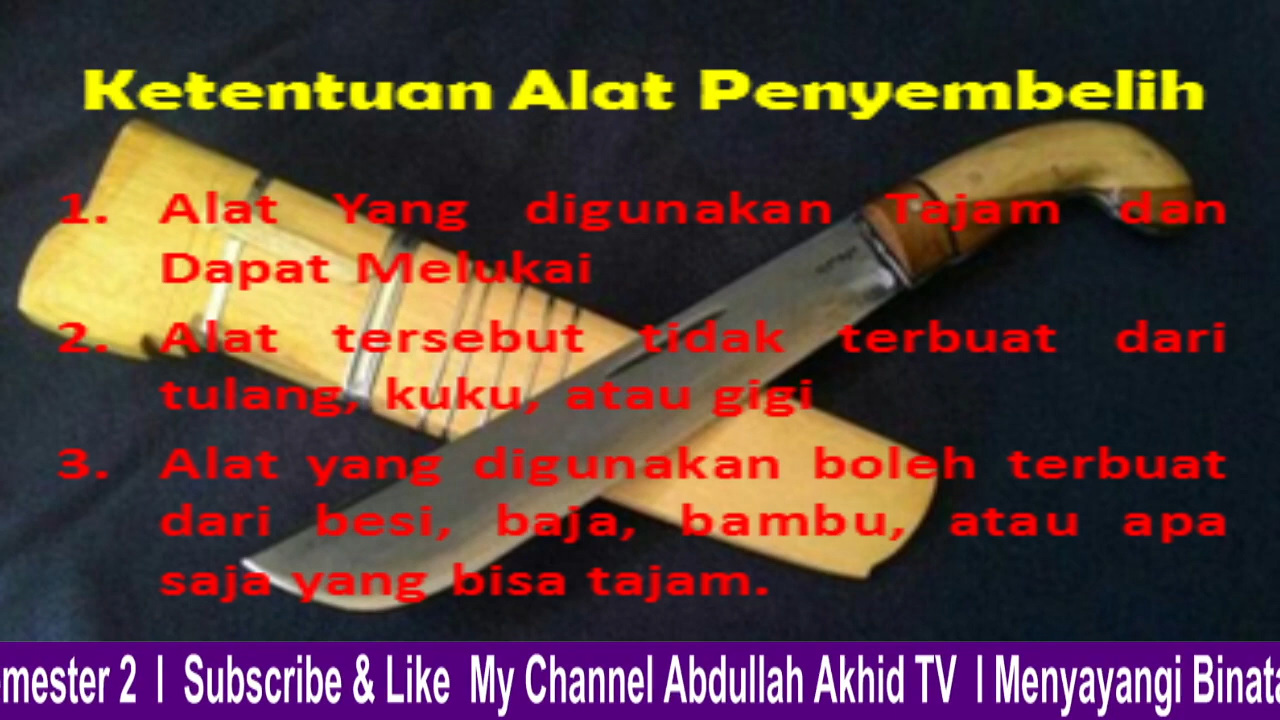 Ketentuan Alat Penyembelih
1. Alat Yang digunakan Tajam dan
Dapat Melukai
2. Alat tersebut tidak terbuat dari
tulang, kuku, atau gigi
3. Alat yang digunakan boleh terbuat
dari besi, baja, bambu, atau apa
saja yang bisa tajam.
emester 2 I Subscribe & Like My Channel Abdullah Akhid TV I Menyayangi Binata